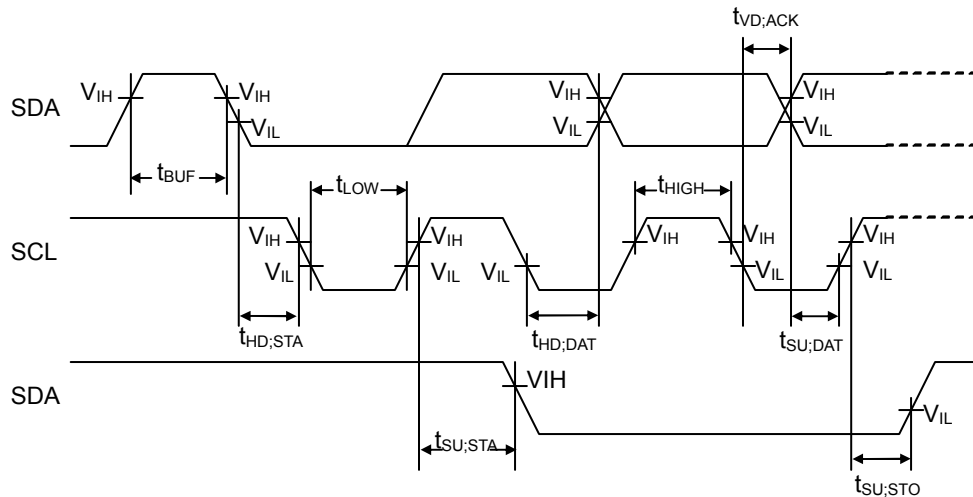 tVD;ACK
SDA
VIH
VIH
VIL
VIH
VIL
VIH
VIL
tBUF
tLOW
tHIGH
SCL
VIH
VIL
VIH
VIL
VIL
VIH
VIH
VIL
VIH
VIL
tHD;STA
tHD;DAT
tSU;DAT
SDA
VIH
VIL
tSU;STA
tSU;STO